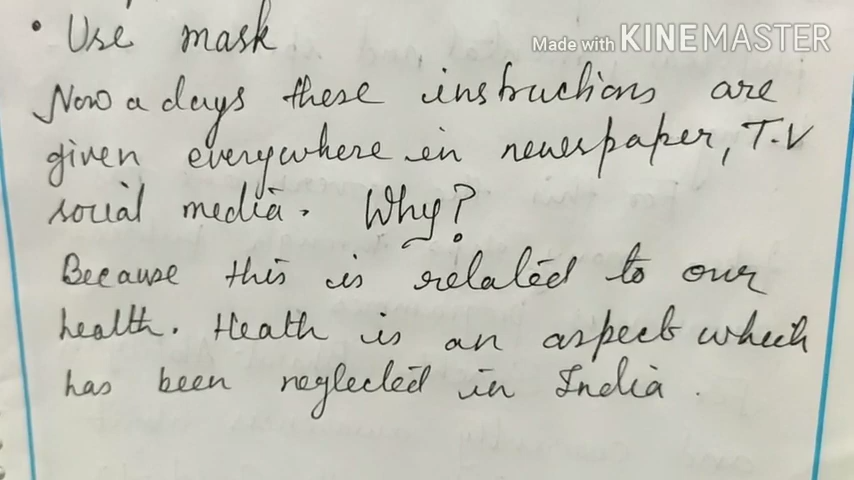 • Use mask
Made with KINEMASTER
Now a days these instructions are
given everywhere in newspaper, T.V
social media. Why?
Because this is related to our
health. Heath is an aspect which
has been neglected in India.